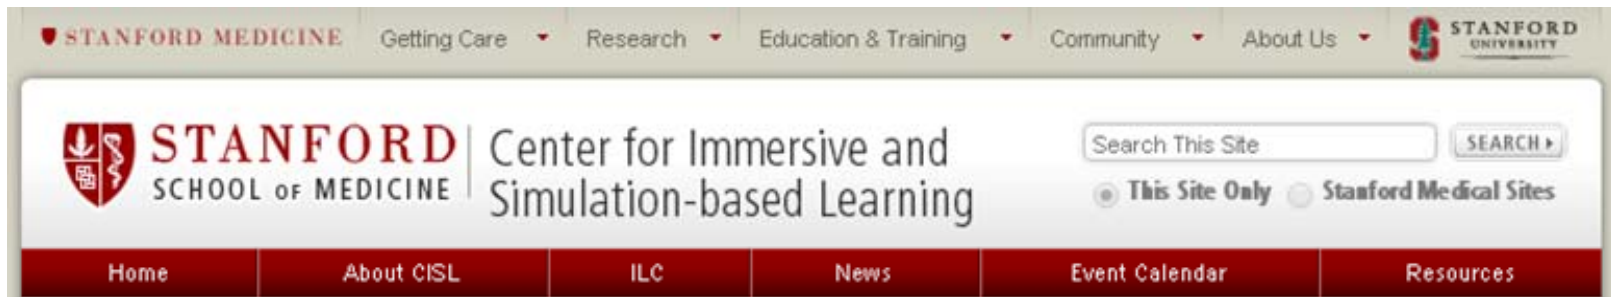 STANFORD MEDICINE Getting Care Research Education & Training Community About Us STANFORD UNIVERSITY
STANFORD
SCHOOL OF MEDICINE
Center for Immersive and
Simulation-based Learning
Search This Site SEARCH
This Site Only Stanford Medical Sites
Home About CISL ILC News Event Calendar Resources